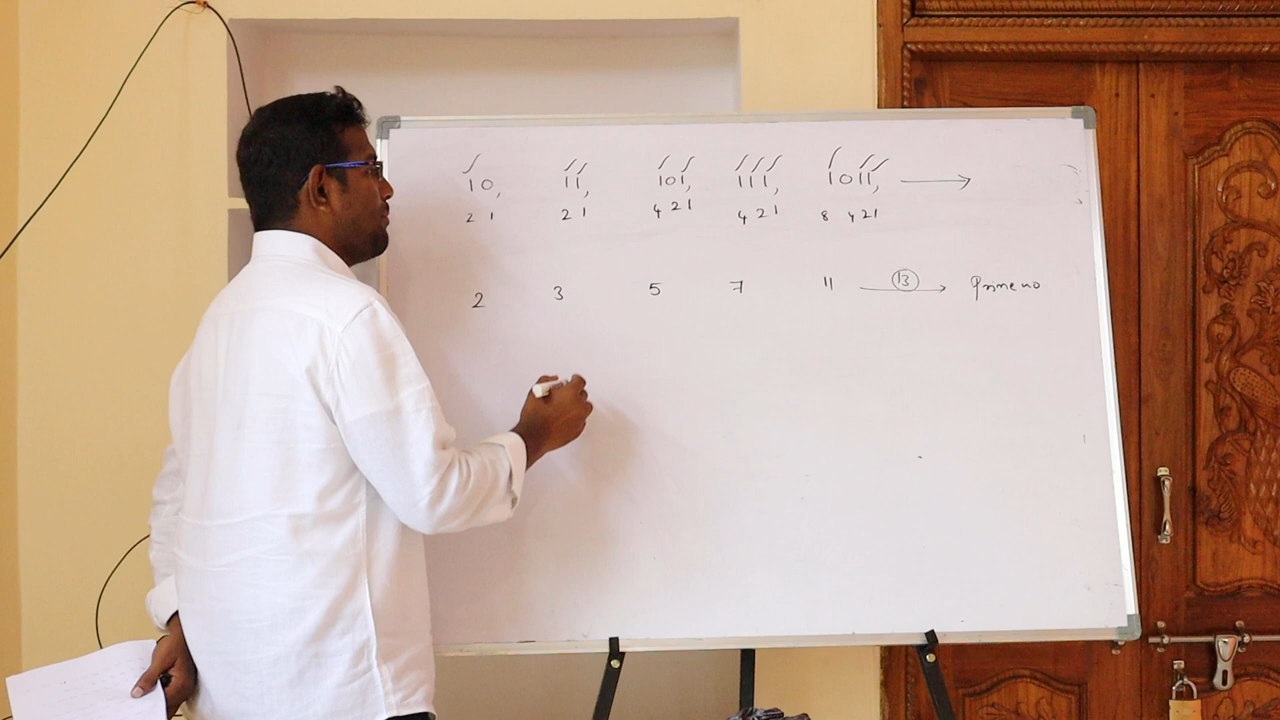 10, 11, 101, 111, 1011, →
2 1 2 1 4 2 1 4 2 1 8 4 2 1
2 3 5 7 11 13 → Prime no